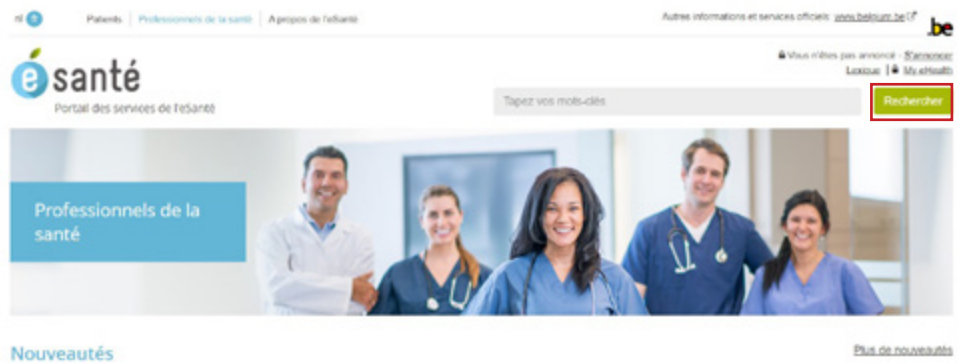 nl fr Patients Professionnels de la santé A propos de l'eSanté Autres informations et services officiels: www.belgium.be
.be
Vous n'êtes pas annoncé - S'annoncer
Lexique | My eHealth
é santé
Portail des services de l'eSanté
Tapez vos mots-clés Rechercher
Professionnels de la
santé
Nouveautés Plus de nouveautés